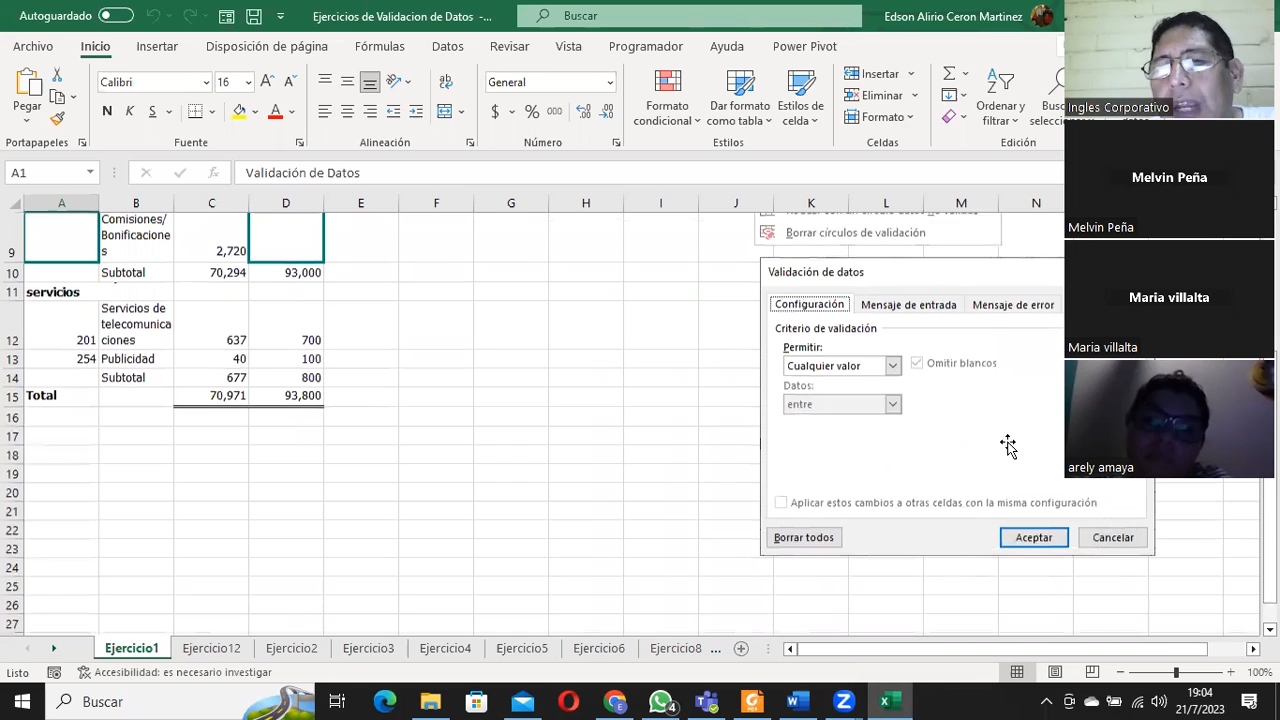 Autoguardado
Ejercicios de Validacion de Datos -...
Buscar
Edson Alirio Ceron Martinez
Archivo Inicio Insertar Disposición de página Fórmulas Datos Revisar Vista Programador Ayuda Power Pivot
Pegar
Calibri 16
General
N K S
$ % 000
Formato condicional
Dar formato como tabla
Estilos de celda
Insertar
Eliminar
Formato
Ordenar y filtrar
Portapapeles Fuente Alineación Número Estilos Celdas Edición
A1 fx Validación de Datos
A B C D E F G H I J K L M N
9 Comisiones/
Bonificacione
s 2,720
10 Subtotal 70,294 93,000
11 servicios
Servicios de
telecomunica
12 201 ciones 637 700
13 254 Publicidad 40 100
14 Subtotal 677 800
15 Total 70,971 93,800
16
17
18
19
20
21
22
23
24
25
26
27
Borrar círculos de validación
Validación de datos
Configuración Mensaje de entrada Mensaje de error
Criterio de validación
Permitir:
Cualquier valor Omitir blancos
Datos:
entre
Aplicar estos cambios a otras celdas con la misma configuración
Borrar todos Aceptar Cancelar
Ingles Corporativo
Melvin Peña
Melvin Peña
Maria villalta
Maria villalta
arely amaya
Ejercicio1 Ejercicio12 Ejercicio2 Ejercicio3 Ejercicio4 Ejercicio5 Ejercicio6 Ejercicio8 ...
Listo Accesibilidad: es necesario investigar 100%
Buscar
4
19:04
21/7/2023